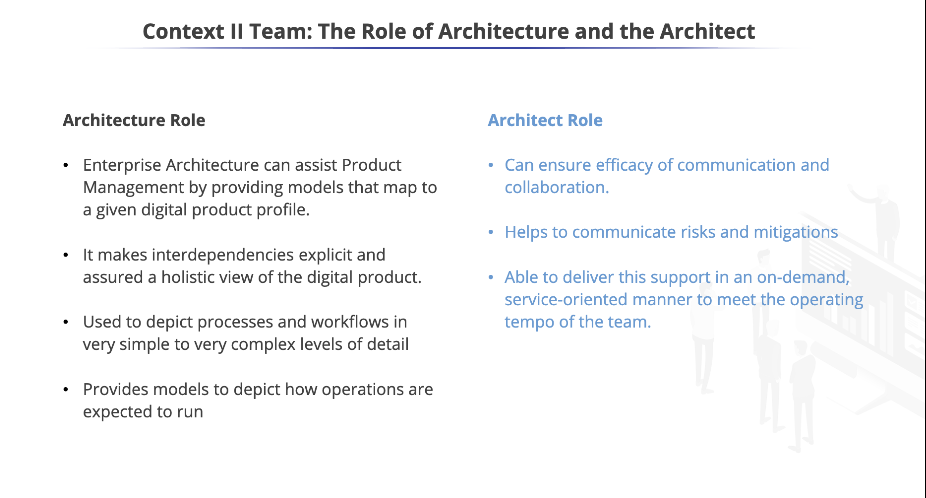 Context II Team: The Role of Architecture and the Architect
Architecture Role
• Enterprise Architecture can assist Product
Management by providing models that map to
a given digital product profile.
• It makes interdependencies explicit and
assured a holistic view of the digital product.
• Used to depict processes and workflows in
very simple to very complex levels of detail
• Provides models to depict how operations are
expected to run
Architect Role
• Can ensure efficacy of communication and
collaboration.
• Helps to communicate risks and mitigations
• Able to deliver this support in an on-demand,
service-oriented manner to meet the operating
tempo of the team.